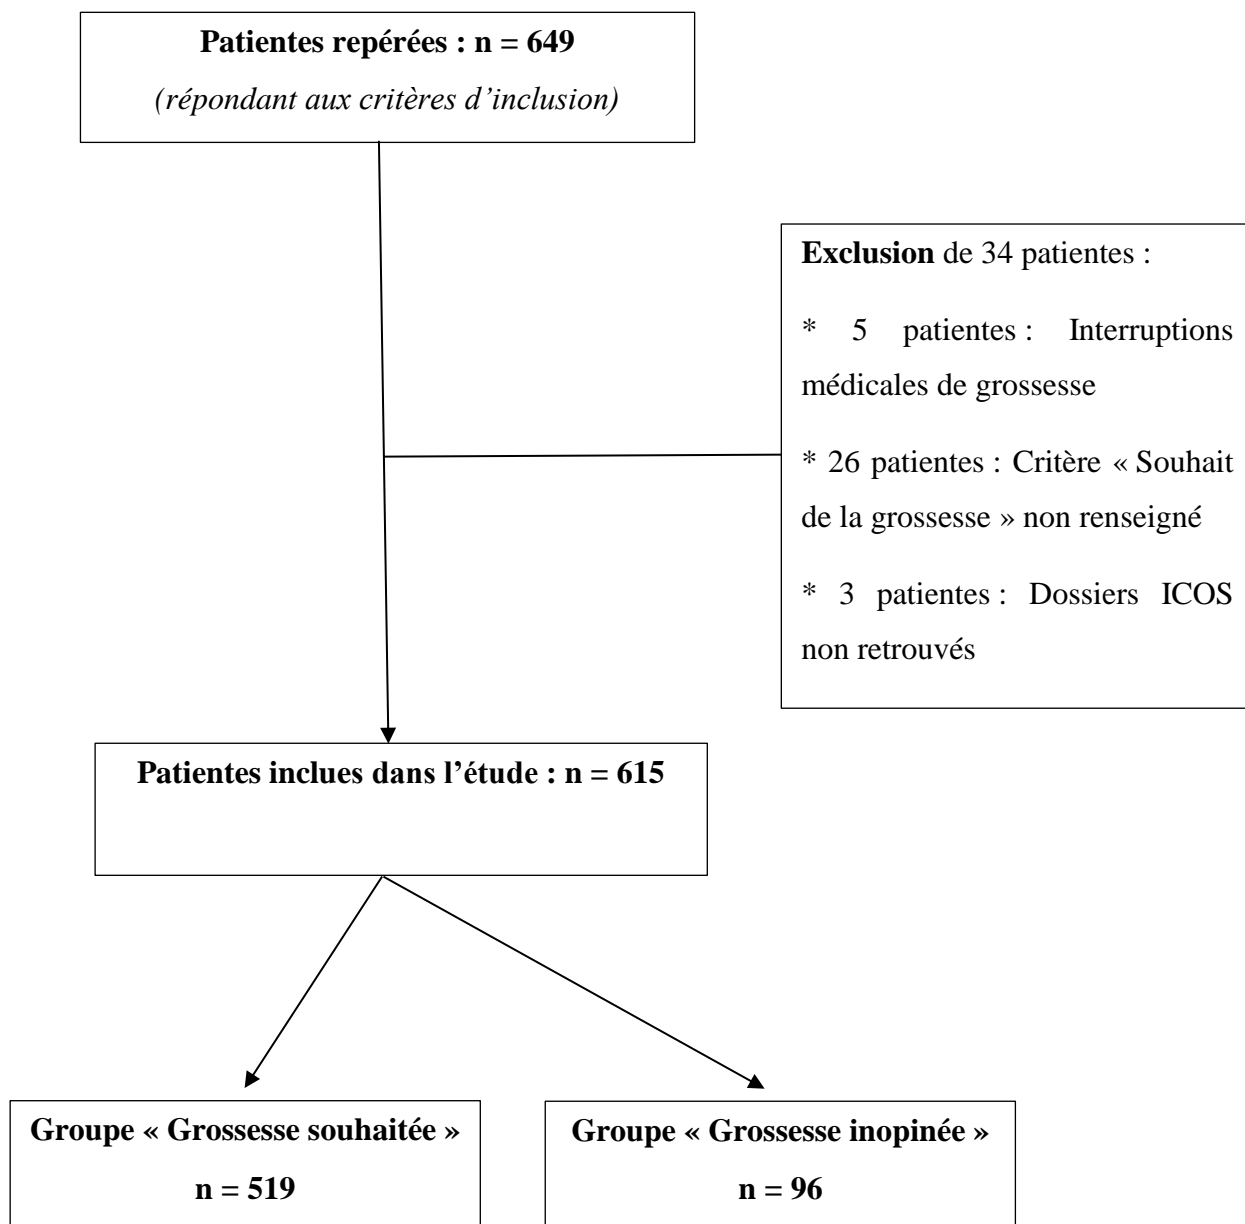 Patientes repérées : n = 649
(répondant aux critères d’inclusion)
Exclusion de 34 patientes :
* 5 patientes : Interruptions
médicales de grossesse
* 26 patientes : Critère « Souhait
de la grossesse » non renseigné
* 3 patientes : Dossiers ICOS
non retrouvés
Patientes inclues dans l’étude : n = 615
Groupe « Grossesse souhaitée »
n = 519
Groupe « Grossesse inopinée »
n = 96